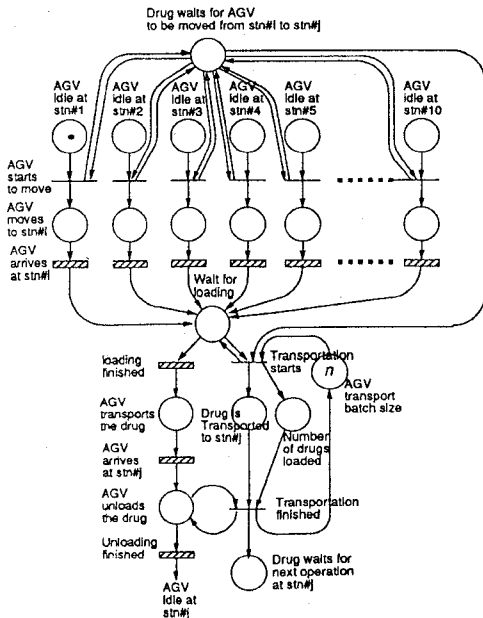 Drug waits for AGV
to be moved from stn#i to stn#j
AGV
idle at
stn#1
AGV
idle at
stn#2
AGV
idle at
stn#3
AGV
idle at
stn#4
AGV
idle at
stn#5
AGV
idle at
stn#10
AGV
starts
to move
AGV
moves
to stn#i
AGV
arrives
at stn#i
Wait for
loading
loading
finished
Transportation
starts
n
AGV
transport
batch size
AGV
transports
the drug
Drug is
Transported
to stn#j
Number
of drugs
loaded
AGV
arrives
at stn#j
AGV
unloads
the drug
Transportation
finished
Unloading
finished
Drug waits for
next operation
at stn#j
AGV
idle at
stn#j